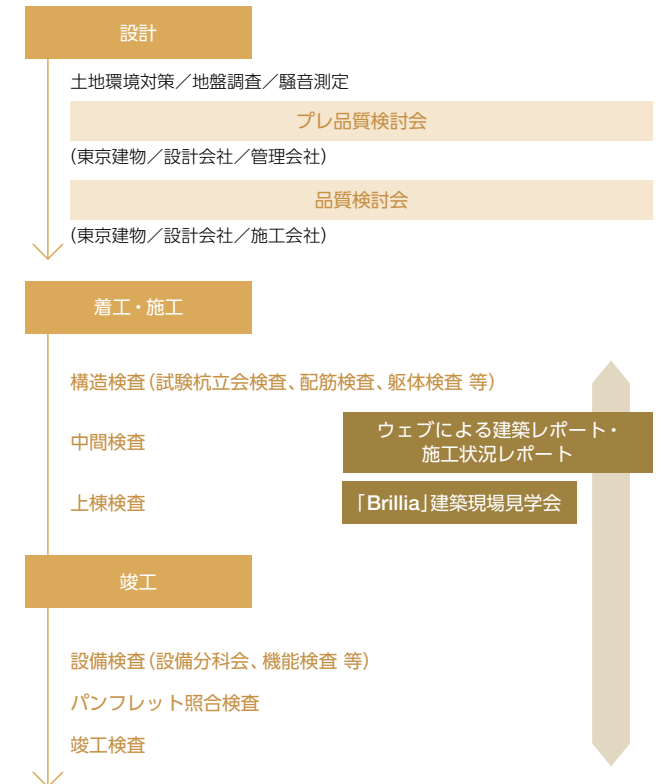 設計
土地環境対策／地盤調査／騒音測定
プレ品質検討会
(東京建物／設計会社／管理会社)
品質検討会
(東京建物／設計会社／施工会社)
着工・施工
構造検査(試験杭立会検査、配筋検査、躯体検査 等)
中間検査
ウェブによる建築レポート・
施工状況レポート
上棟検査
「Brillia」建築現場見学会
竣工
設備検査(設備分科会、機能検査 等)
パンフレット照合検査
竣工検査